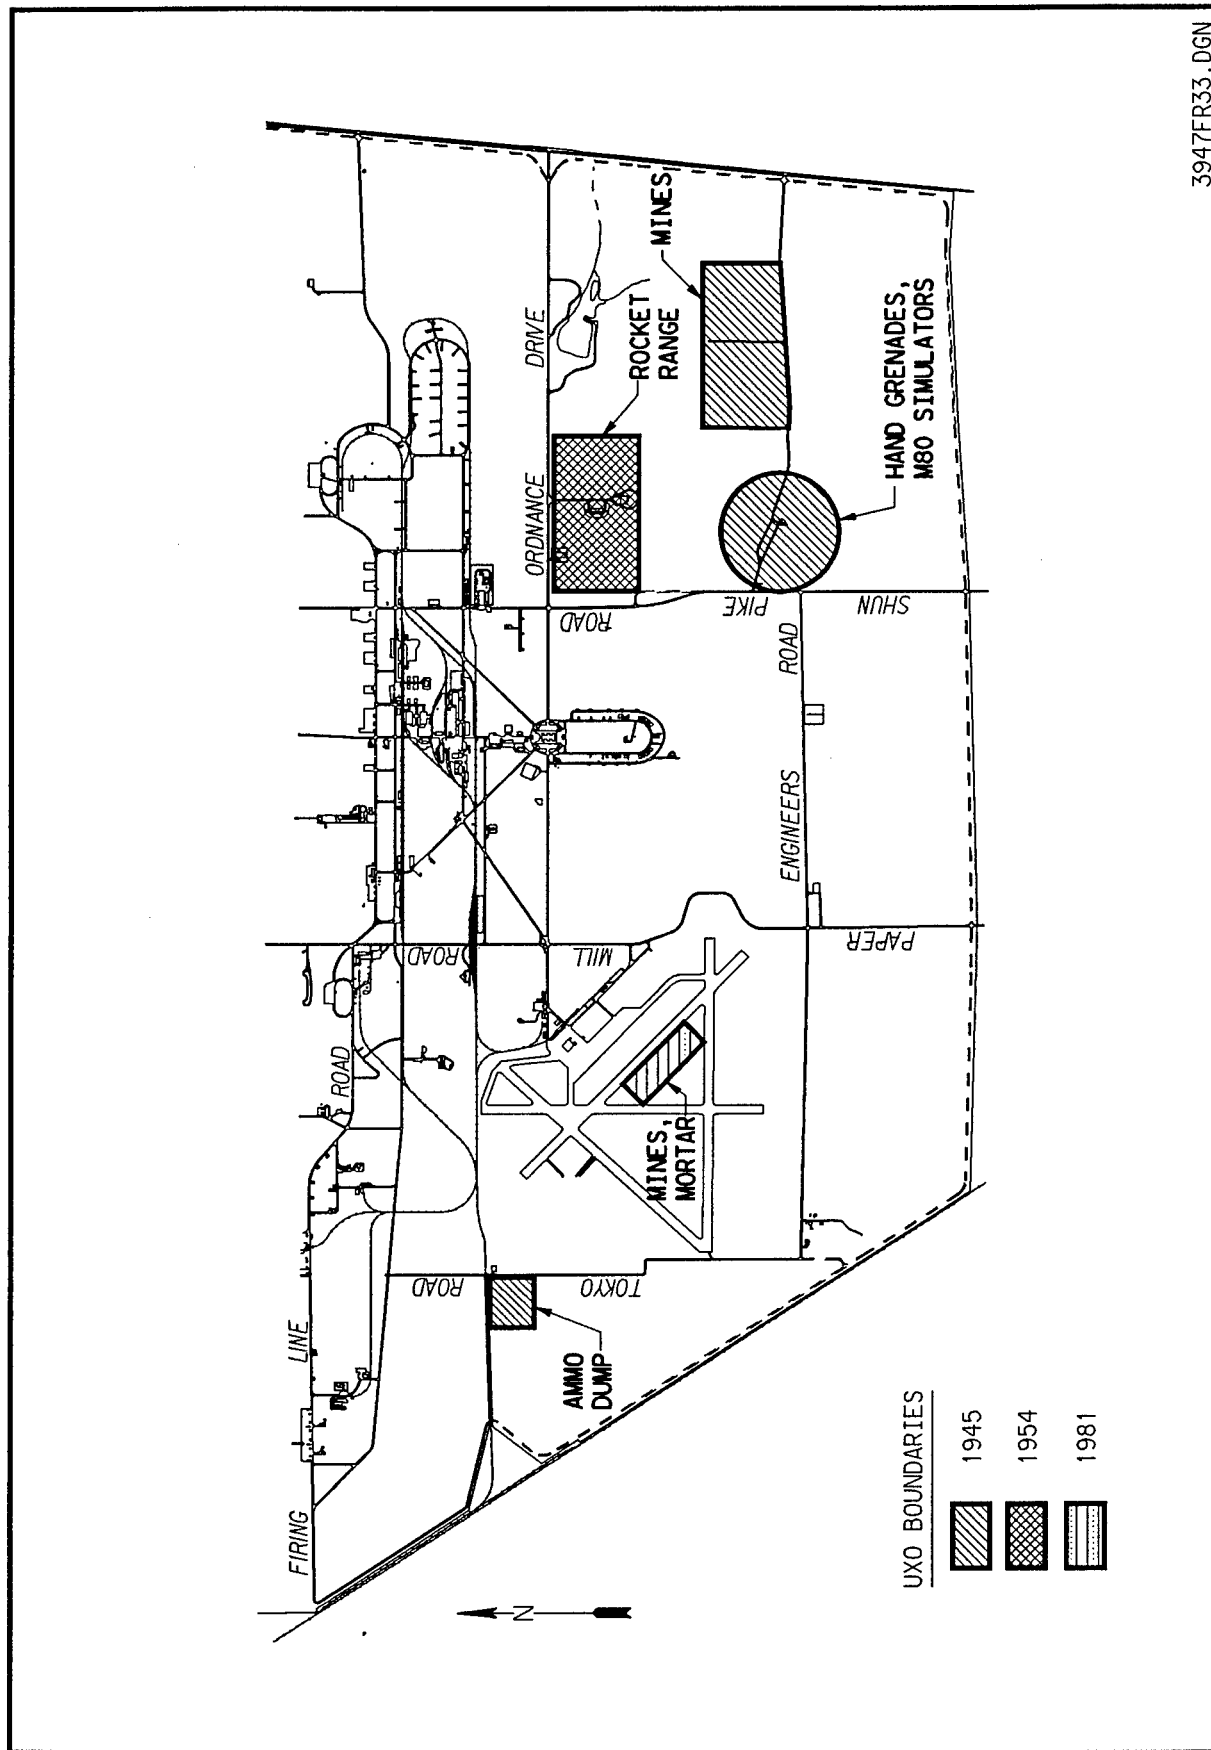 3947FR33.DGN
FIRING
LINE
ROAD
ROAD
TOKYO
ROAD
MILL
PAPER
ROAD
PIKE
SHUN
ORDNANCE
DRIVE
ENGINEERS
ROAD
ROCKET
RANGE
MINES
HAND GRENADES,
M80 SIMULATORS
MINES,
MORTAR
AMMO
DUMP
N
UXO BOUNDARIES
1945
1954
1981